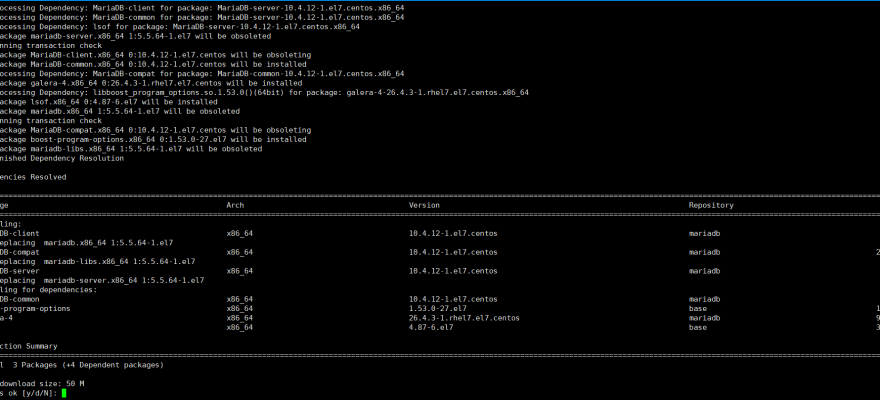 ocessing Dependency: MariaDB-client for package: MariaDB-server-10.4.12-1.el7.centos.x86_64
ocessing Dependency: MariaDB-common for package: MariaDB-server-10.4.12-1.el7.centos.x86_64
ocessing Dependency: lsof for package: MariaDB-server-10.4.12-1.el7.centos.x86_64
ackage mariadb-server.x86_64 1:5.5.64-1.el7 will be obsoleted
nning transaction check
ackage MariaDB-client.x86_64 0:10.4.12-1.el7.centos will be obsoleting
ackage MariaDB-common.x86_64 0:10.4.12-1.el7.centos will be installed
ocessing Dependency: MariaDB-compat for package: MariaDB-common-10.4.12-1.el7.centos.x86_64
ackage galera-4.x86_64 0:26.4.3-1.rhel7.el7.centos will be installed
ocessing Dependency: libboost_program_options.so.1.53.0()(64bit) for package: galera-4-26.4.3-1.rhel7.el7.centos.x86_64
ackage lsof.x86_64 0:4.87-6.el7 will be installed
ackage mariadb.x86_64 1:5.5.64-1.el7 will be obsoleted
nning transaction check
ackage MariaDB-compat.x86_64 0:10.4.12-1.el7.centos will be obsoleting
ackage boost-program-options.x86_64 0:1.53.0-27.el7 will be installed
ackage mariadb-libs.x86_64 1:5.5.64-1.el7 will be obsoleted
nished Dependency Resolution
encies Resolved
ge Arch Version Repository
ling:
DB-client x86_64 10.4.12-1.el7.centos mariadb
eplacing mariadb.x86_64 1:5.5.64-1.el7
DB-compat x86_64 10.4.12-1.el7.centos mariadb 2
eplacing mariadb-libs.x86_64 1:5.5.64-1.el7
DB-server x86_64 10.4.12-1.el7.centos mariadb
eplacing mariadb-server.x86_64 1:5.5.64-1.el7
ling for dependencies:
DB-common x86_64 10.4.12-1.el7.centos mariadb
-program-options x86_64 1.53.0-27.el7 base 1
a-4 x86_64 26.4.3-1.rhel7.el7.centos mariadb 9
x86_64 4.87-6.el7 base 3
ction Summary
l 3 Packages (+4 Dependent packages)
download size: 50 M
s ok [y/d/N]: